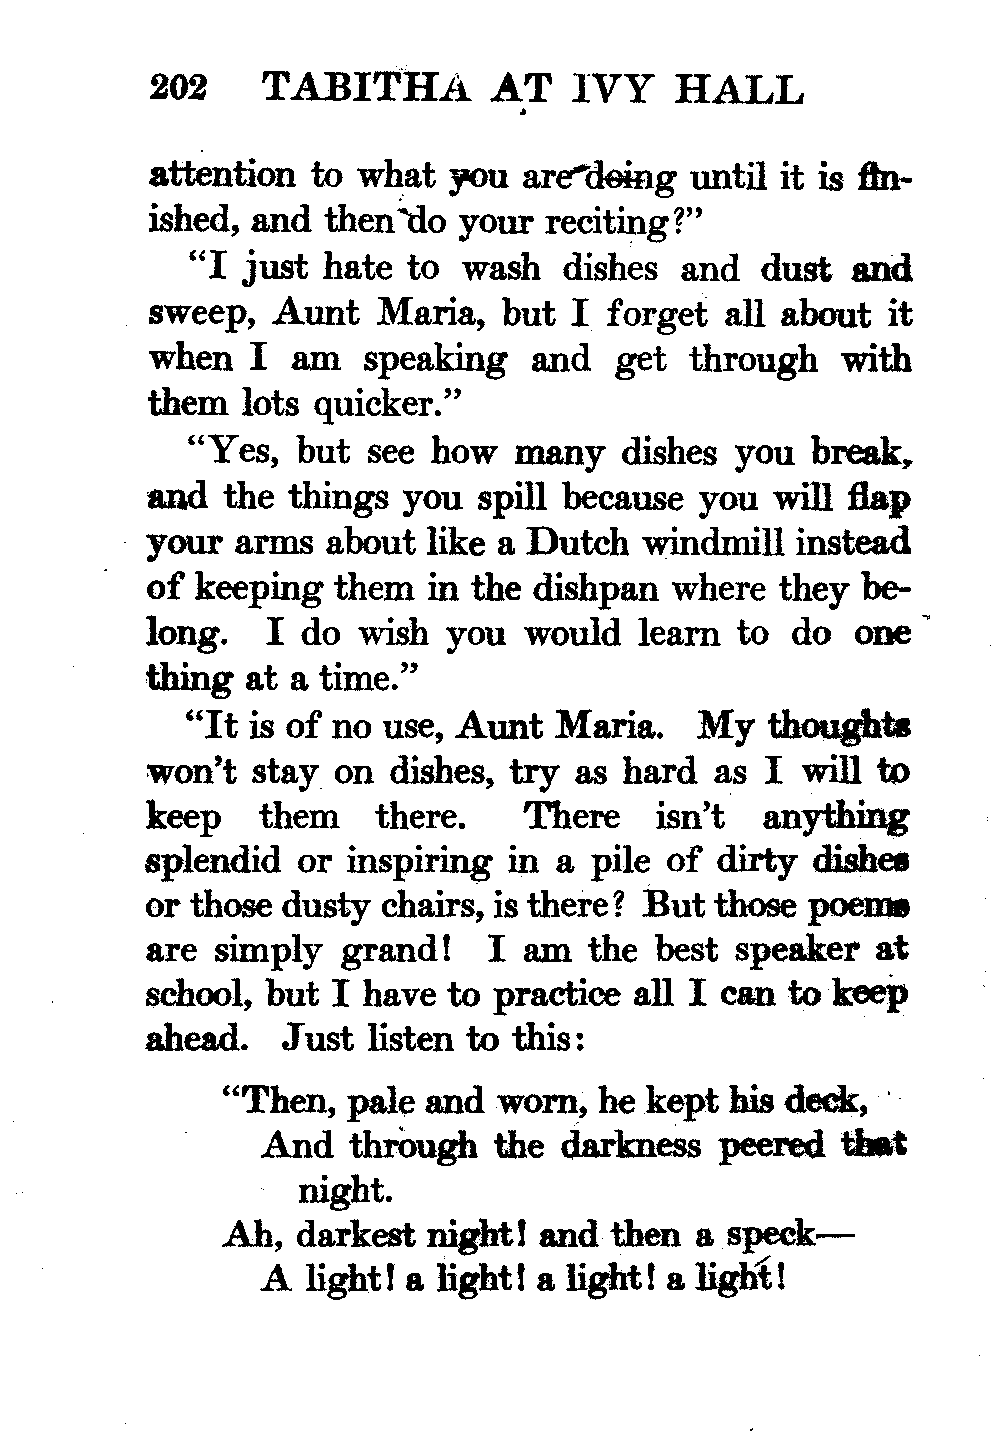 202 TABITHA AT IVY HALL
attention to what you are doing until it is fin-
ished, and then do your reciting?”
“I just hate to wash dishes and dust and
sweep, Aunt Maria, but I forget all about it
when I am speaking and get through with
them lots quicker.”
“Yes, but see how many dishes you break,
and the things you spill because you will flap
your arms about like a Dutch windmill instead
of keeping them in the dishpan where they be-
long. I do wish you would learn to do one
thing at a time.”
“It is of no use, Aunt Maria. My thoughts
won’t stay on dishes, try as hard as I will to
keep them there. There isn’t anything
splendid or inspiring in a pile of dirty dishes
or those dusty chairs, is there? But those poems
are simply grand! I am the best speaker at
school, but I have to practice all I can to keep
ahead. Just listen to this:
“Then, pale and worn, he kept his deck,
And through the darkness peered that
night.
Ah, darkest night! and then a speck—
A light! a light! a light! a light!